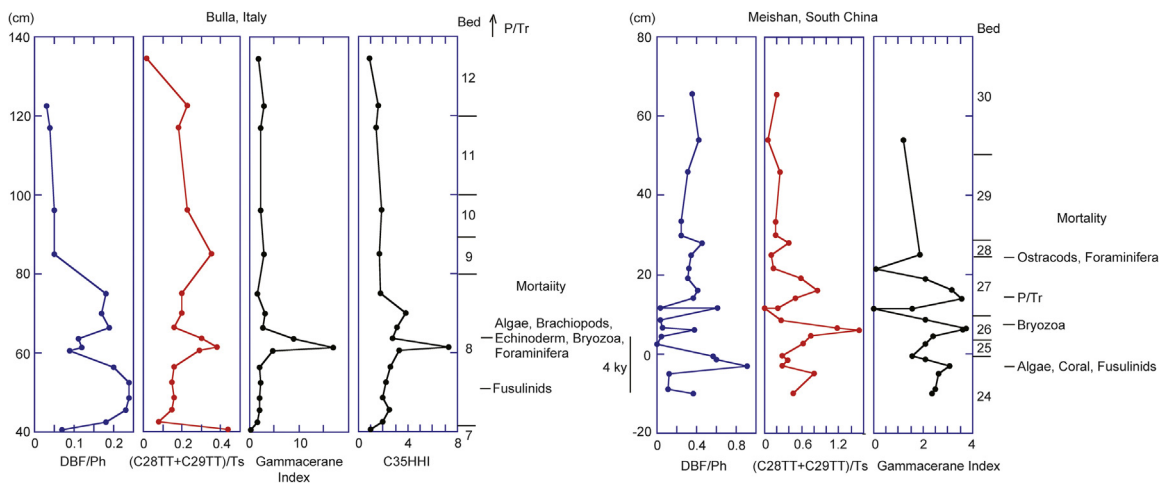 (cm)
Bulla, Italy
Bed
P/Tr
140
120
100
80
60
40
12
11
10
9
8
7
Mortaiity
Algae, Brachiopods,
Echinoderm, Bryozoa,
Foraminifera
Fusulinids
0 0.1 0.2
DBF/Ph
0 0.2 0.4
(C28TT+C29TT)/Ts
0 9 18
Gammacerane
Index
0 4 8
C35HHI
(cm)
Meishan, South China
Bed
80
60
40
20
0
-20
4 ky
30
29
28
27
26
25
24
Mortality
Ostracods, Foraminifera
P/Tr
Bryozoa
Algae, Coral, Fusulinids
0 0.4 0.8
DBF/Ph
0 0.6 1.2
(C28TT+C29TT)/Ts
0 2 4
Gammacerane Index